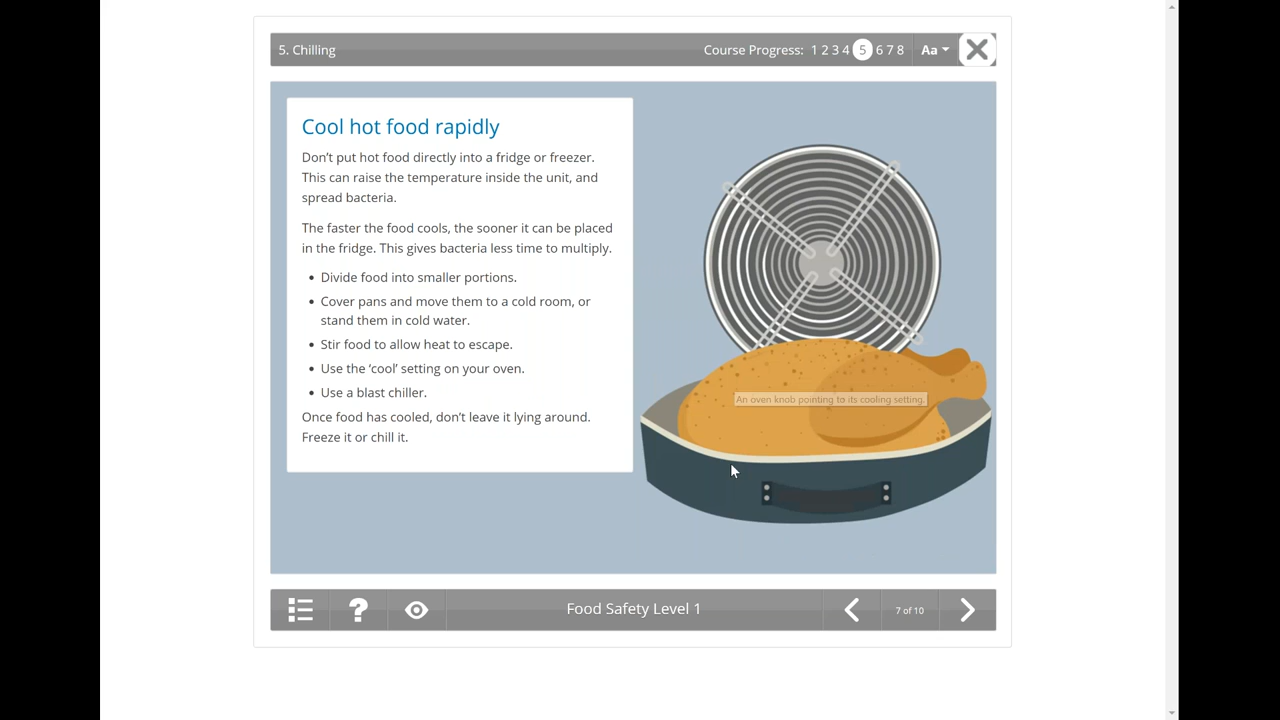 5. Chilling
Course Progress: 1 2 3 4 5 6 7 8
Aa
Cool hot food rapidly
Don’t put hot food directly into a fridge or freezer.
This can raise the temperature inside the unit, and
spread bacteria.
The faster the food cools, the sooner it can be placed
in the fridge. This gives bacteria less time to multiply.
• Divide food into smaller portions.
• Cover pans and move them to a cold room, or
stand them in cold water.
• Stir food to allow heat to escape.
• Use the ‘cool’ setting on your oven.
• Use a blast chiller.
Once food has cooled, don’t leave it lying around.
Freeze it or chill it.
An oven knob pointing to its cooling setting.
?
Food Safety Level 1
7 of 10